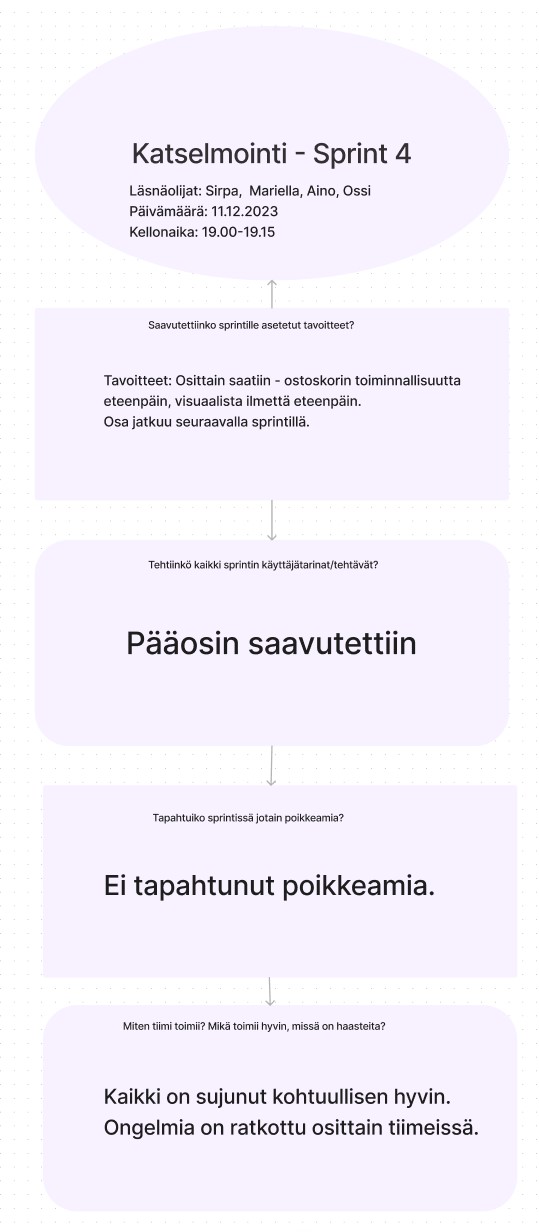 Katselmointi - Sprint 4
Läsnäolijat: Sirpa,  Mariella, Aino, Ossi
Päivämäärä: 11.12.2023
Kellonaika: 19.00-19.15
Saavutettiinko sprintille asetetut tavoitteet?
Tavoitteet: Osittain saatiin - ostoskorin toiminnallisuutta
eteenpäin, visuaalista ilmettä eteenpäin.
Osa jatkuu seuraavalla sprintillä.
Tehtiinkö kaikki sprintin käyttäjätarinat/tehtävät?
Pääosin saavutettiin
Tapahtuiko sprintissä jotain poikkeamia?
Ei tapahtunut poikkeamia.
Miten tiimi toimii? Mikä toimii hyvin, missä on haasteita?
Kaikki on sujunut kohtuullisen hyvin.
Ongelmia on ratkottu osittain tiimeissä.